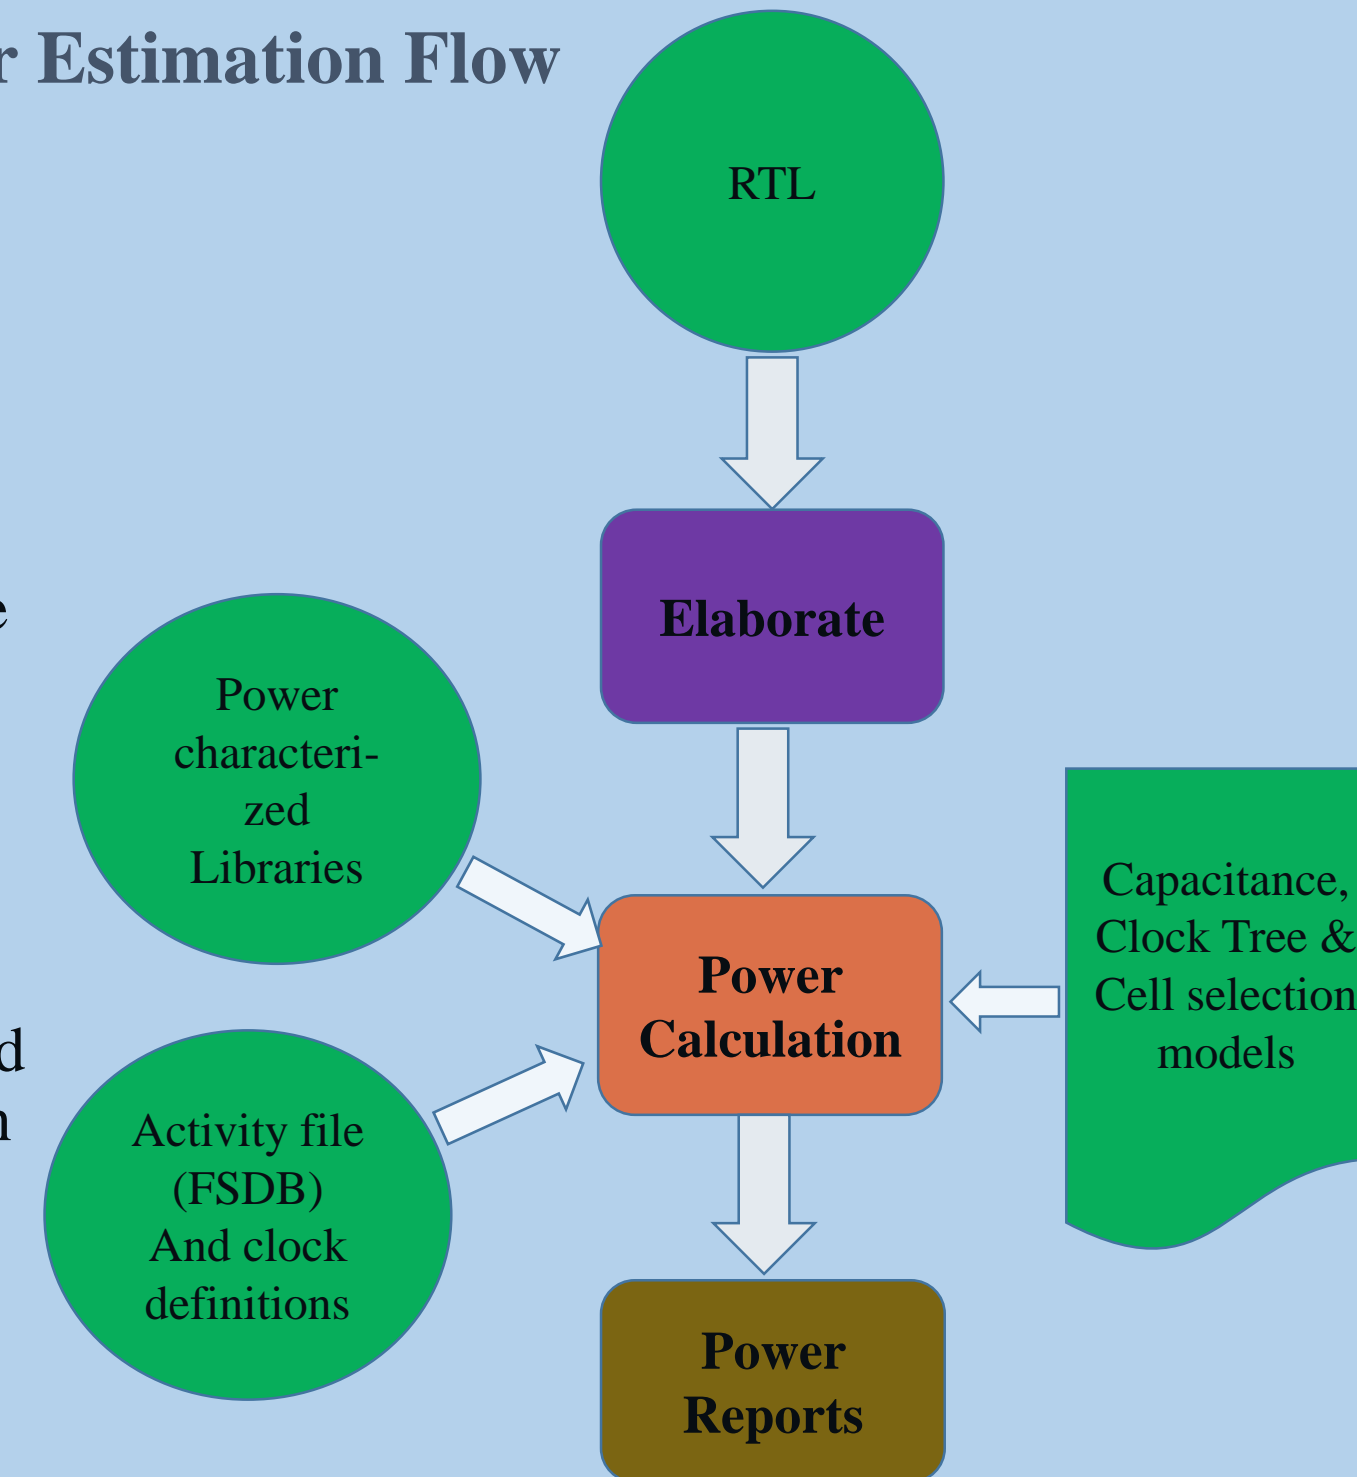 r Estimation Flow
RTL
Elaborate
e
Power
characteri-
zed
Libraries
Capacitance,
Clock Tree &
Cell selection
models
Power
Calculation
d
n
Activity file
(FSDB)
And clock
definitions
Power
Reports